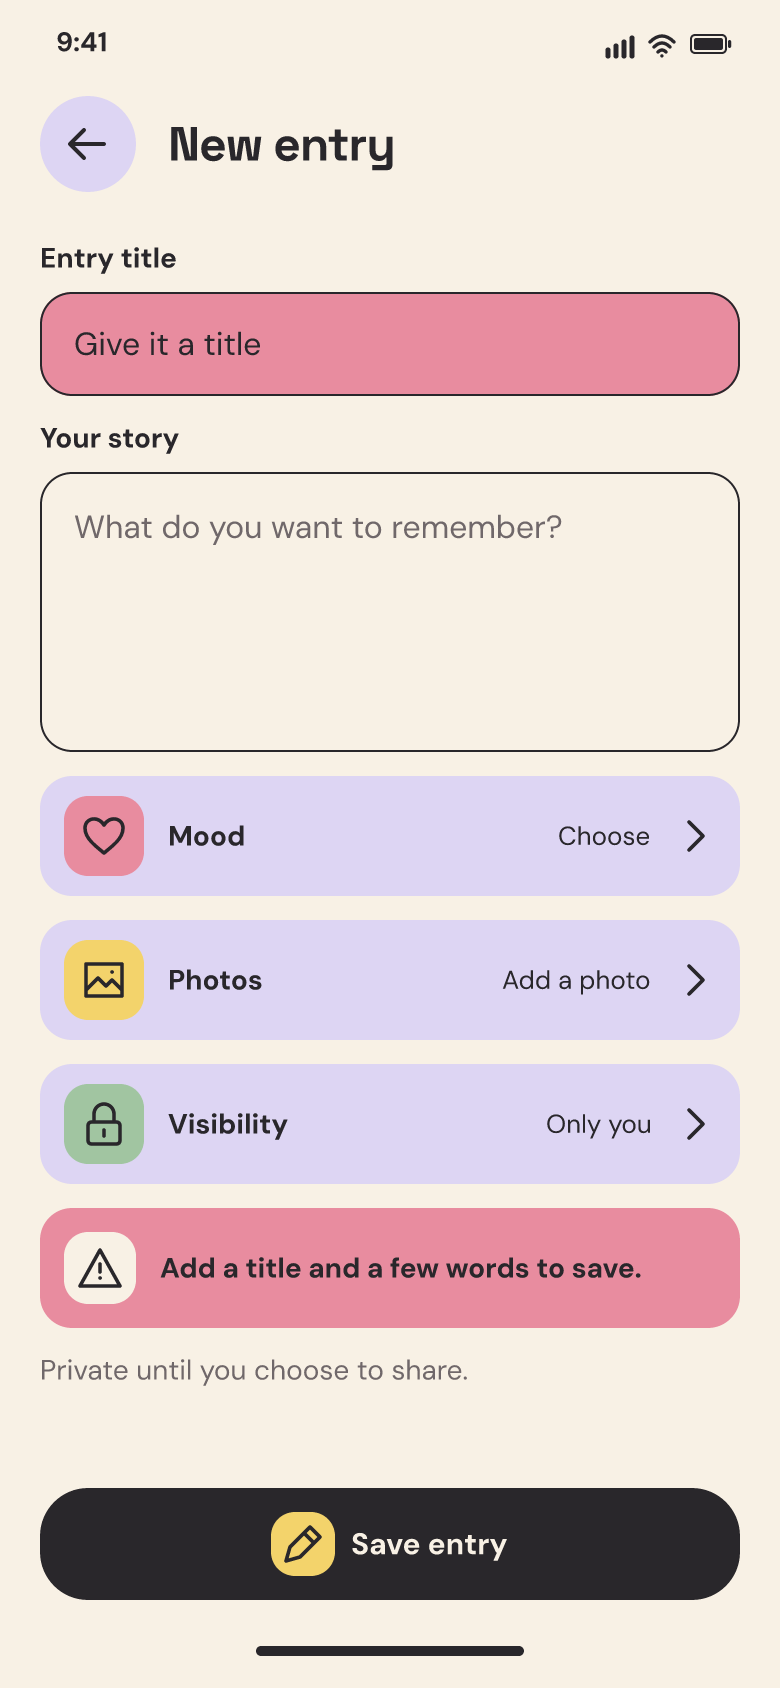 9:41
New entry
Entry title
Give it a title
Your story
What do you want to remember?
Mood
Choose
Photos
Add a photo
Visibility
Only you
Add a title and a few words to save.
Private until you choose to share.
Save entry